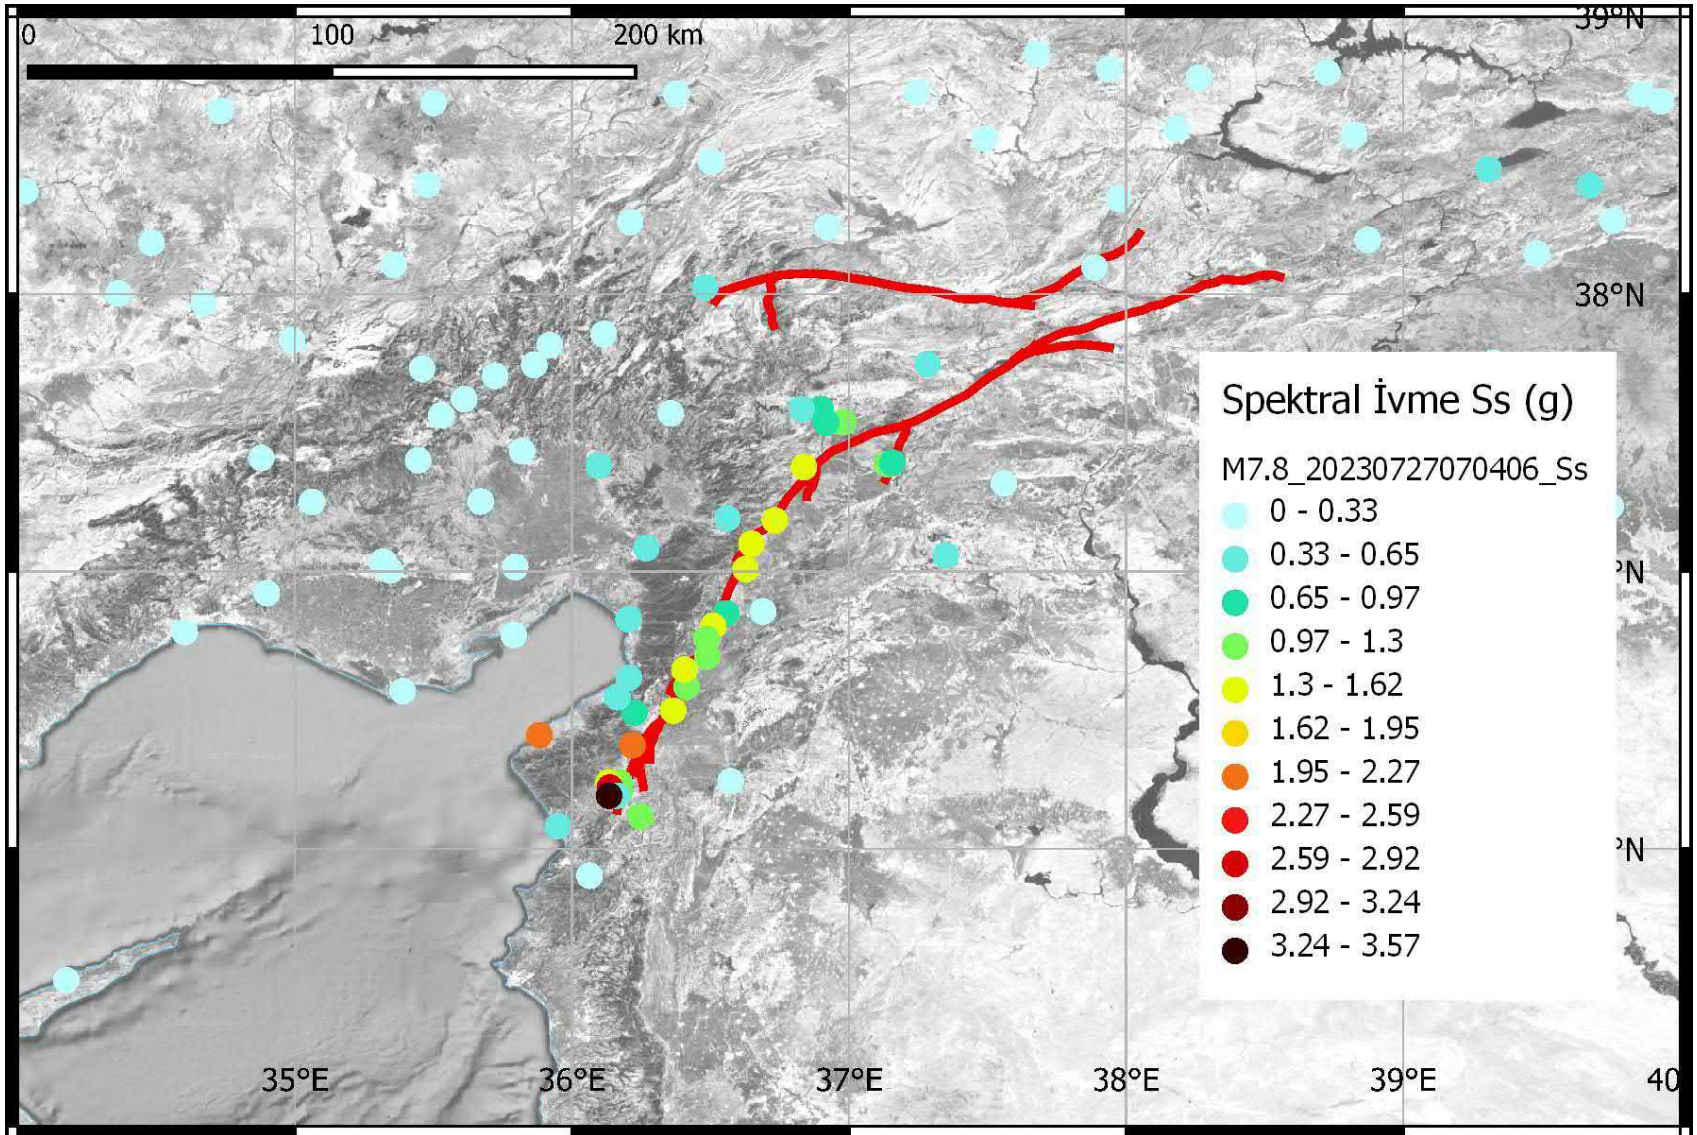 39°N
0 100 200 km
38°N
Spektral İvme Ss (g)
M7.8_20230727070406_Ss
0 - 0.33
0.33 - 0.65
°N
0.65 - 0.97
0.97 - 1.3
1.3 - 1.62
1.62 - 1.95
1.95 - 2.27
2.27 - 2.59
°N
2.59 - 2.92
2.92 - 3.24
3.24 - 3.57
35°E 36°E 37°E 38°E 39°E 40